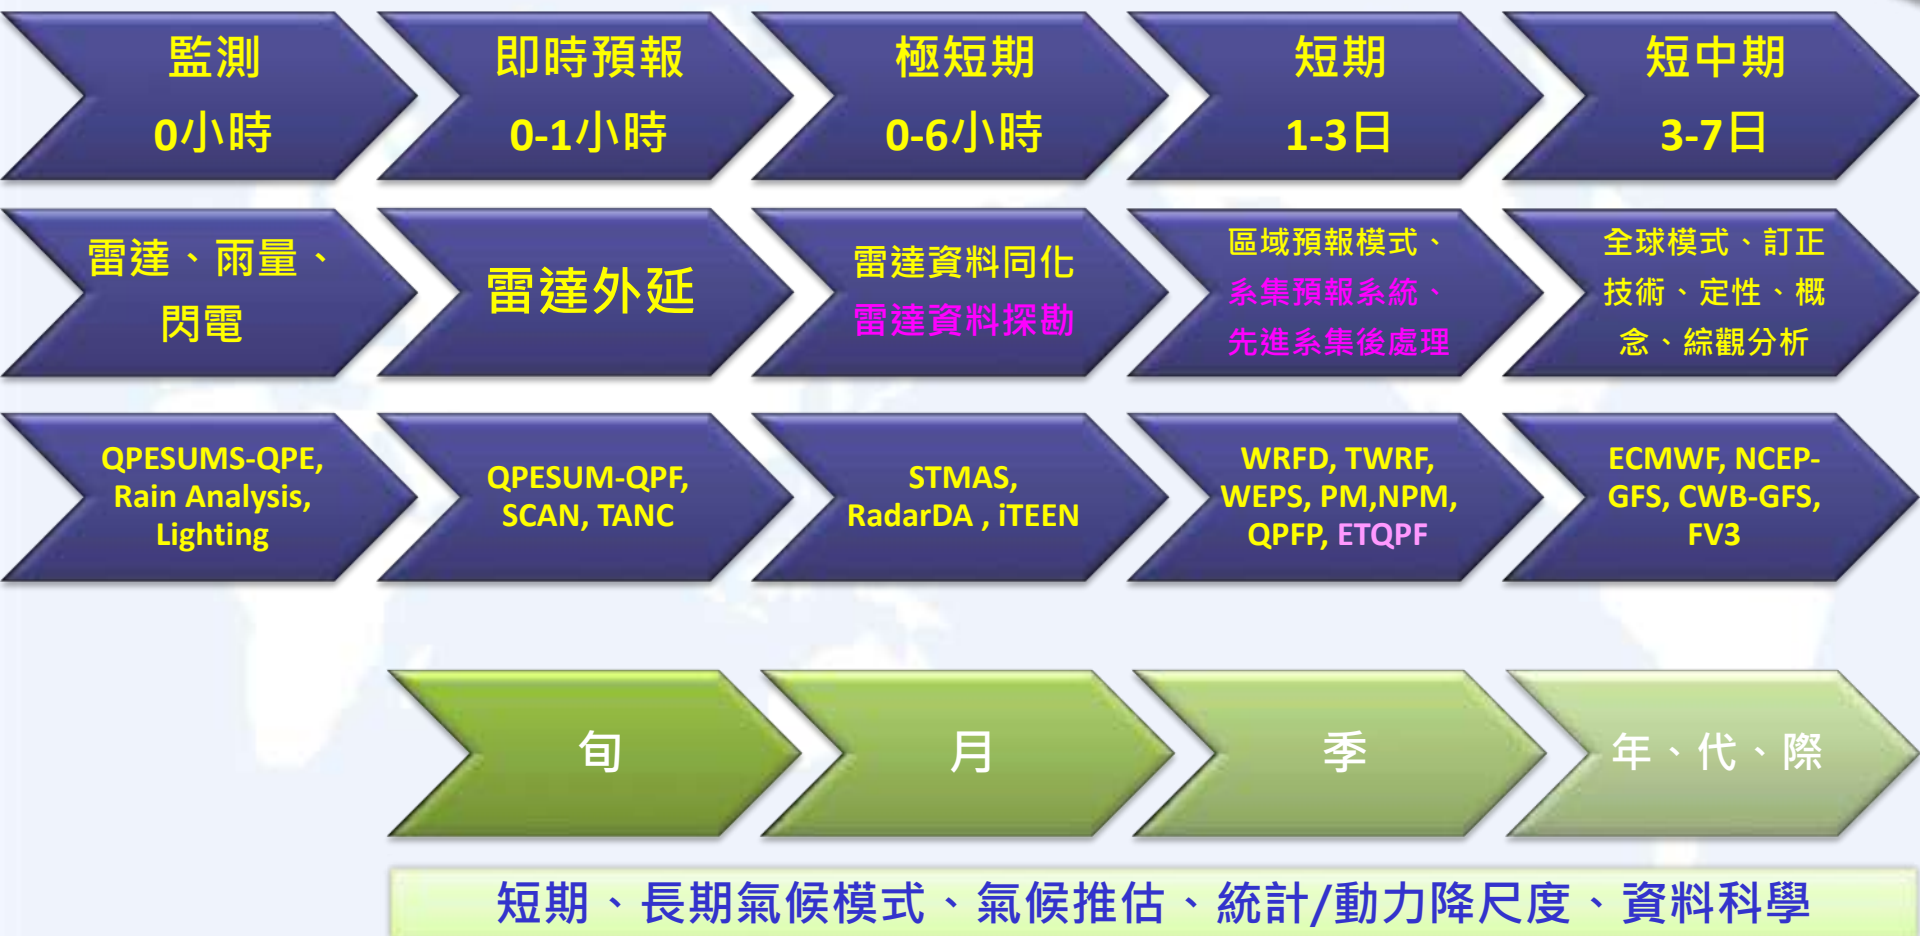 監測
0小時
即時預報
0-1小時
極短期
0-6小時
短期
1-3日
短中期
3-7日
雷達、雨量、
閃電
雷達外延
雷達資料同化
雷達資料探勘
區域預報模式、
系集預報系統、
先進系集後處理
全球模式、訂正
技術、定性、概
念、綜觀分析
QPESUMS-QPE,
Rain Analysis,
Lighting
QPESUM-QPF,
SCAN, TANC
STMAS,
RadarDA , iTEEN
WRFD, TWRF,
WEPS, PM,NPM,
QPFP, ETQPF
ECMWF, NCEP-
GFS, CWB-GFS,
FV3
旬
月
季
年、代、際
短期、長期氣候模式、氣候推估、統計/動力降尺度、資料科學